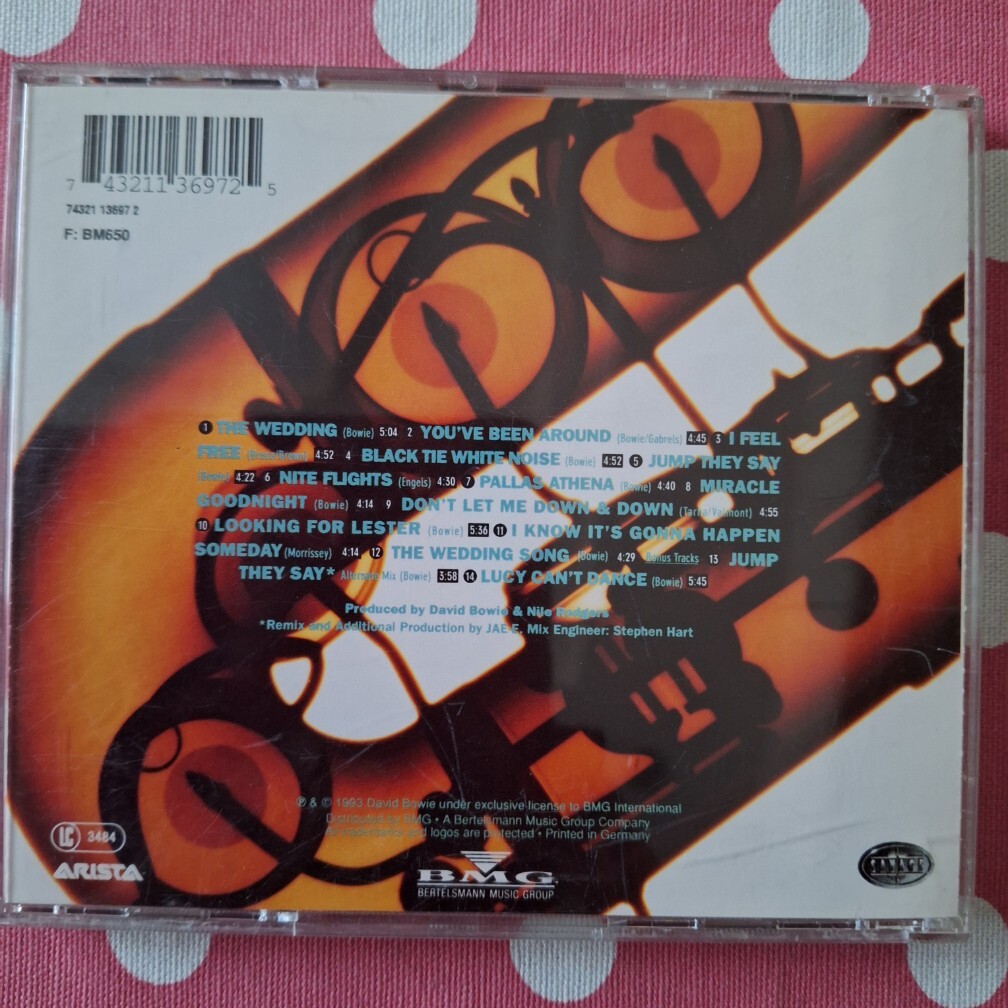 7 43211 36972 5
74321 13697 2
F: BM650
1 THE WEDDING (Bowie) 5:04 2 YOU'VE BEEN AROUND (Bowie/Gabrels) 4:45 3 I FEEL
FREE (Bruce/Brown) 4:52 4 BLACK TIE WHITE NOISE (Bowie) 4:52 5 JUMP THEY SAY
(Bowie) 4:22 6 NITE FLIGHTS (Engels) 4:30 7 PALLAS ATHENA (Bowie) 4:40 8 MIRACLE
GOODNIGHT (Bowie) 4:14 9 DON'T LET ME DOWN & DOWN (Tarha/Valmont) 4:55
10 LOOKING FOR LESTER (Bowie) 5:36 11 I KNOW IT'S GONNA HAPPEN
SOMEDAY (Morrissey) 4:14 12 THE WEDDING SONG (Bowie) 4:29 Bonus Tracks 13 JUMP
THEY SAY* Alternate Mix (Bowie) 3:58 14 LUCY CAN'T DANCE (Bowie) 5:45
Produced by David Bowie & Nile Rodgers
*Remix and Additional Production by JAE-E, Mix Engineer: Stephen Hart
℗ & © 1993 David Bowie under exclusive license to BMG International
Distributed by BMG • A Bertelsmann Music Group Company
All trademarks and logos are protected • Printed in Germany
LC 3484
ARISTA
BMG
BERTELSMANN MUSIC GROUP
SAVAGE